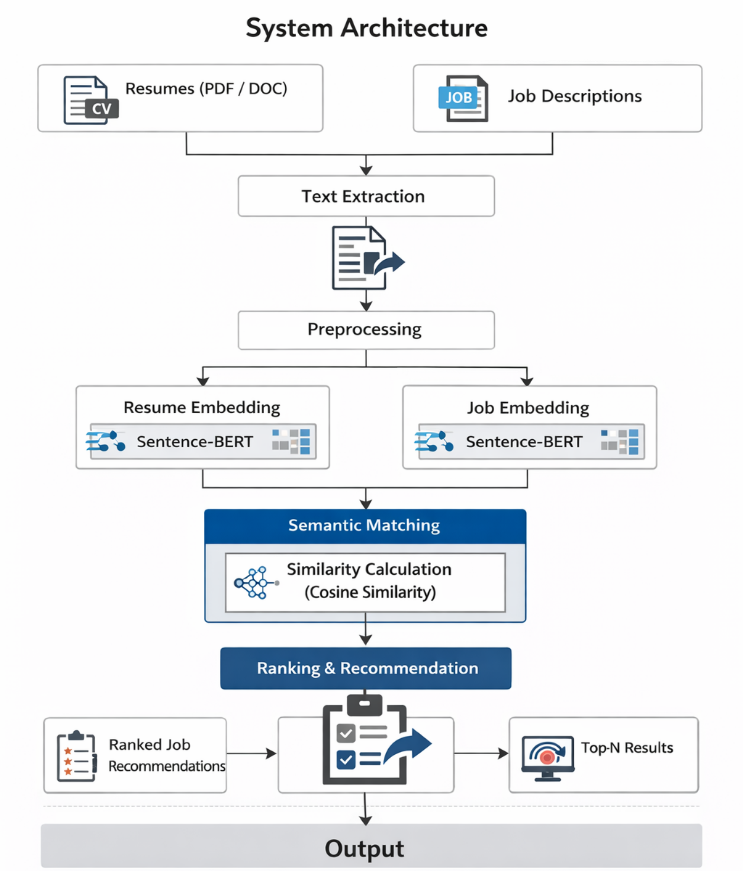 System Architecture
CV
Resumes (PDF / DOC)
JOB
Job Descriptions
Text Extraction
Preprocessing
Resume Embedding
Sentence-BERT
Job Embedding
Sentence-BERT
Semantic Matching
Similarity Calculation
(Cosine Similarity)
Ranking & Recommendation
Ranked Job
Recommendations
Top-N Results
Output